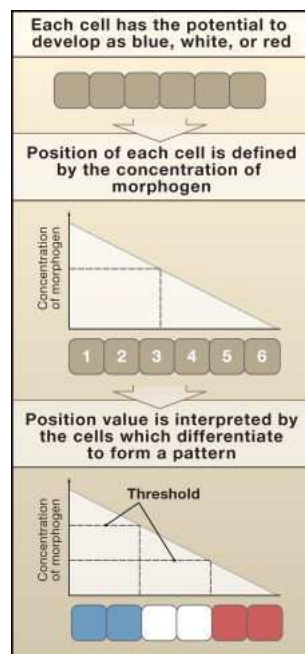 Each cell has the potential to
develop as blue, white, or red
Position of each cell is defined
by the concentration of
morphogen
Concentration
of morphogen
1 2 3 4 5 6
Position value is interpreted by
the cells which differentiate
to form a pattern
Threshold
Concentration
of morphogen